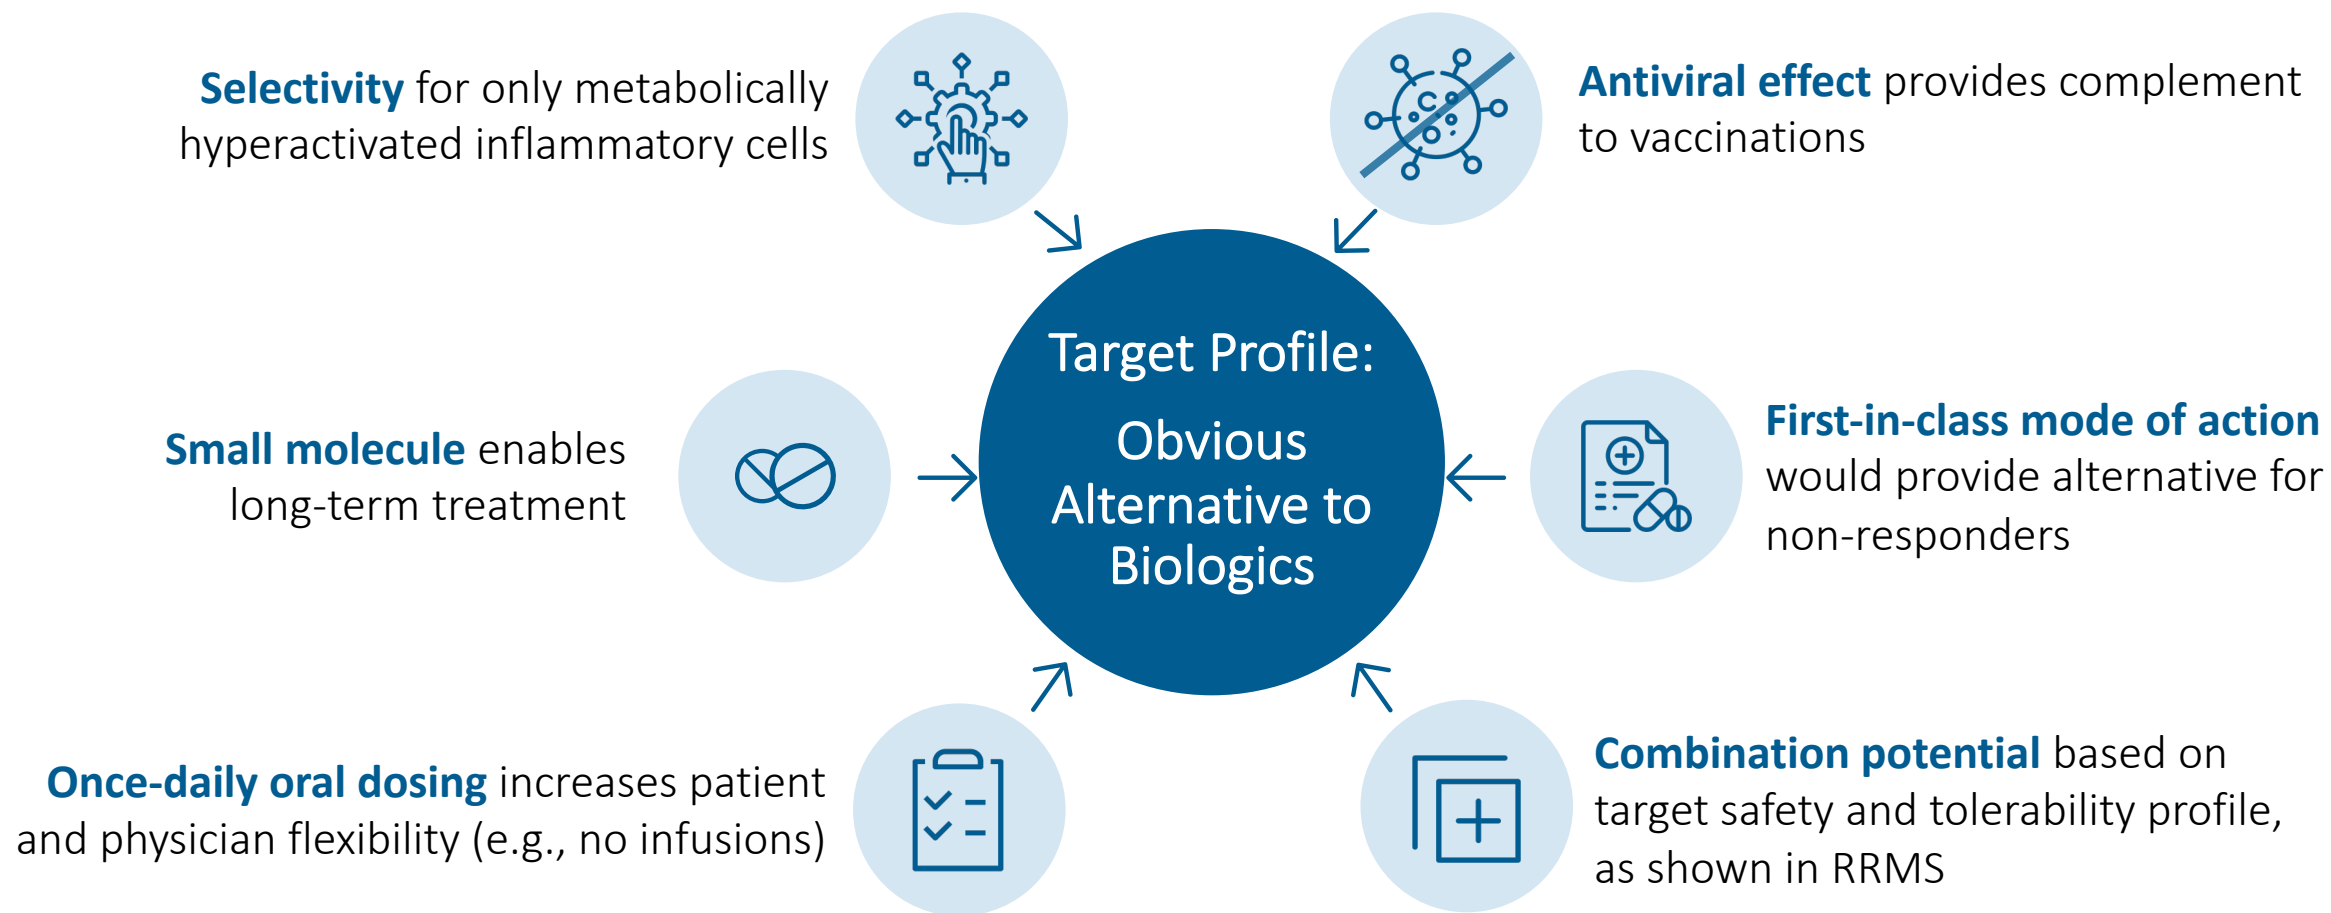 Selectivity for only metabolically
hyperactivated inflammatory cells
Antiviral effect provides complement
to vaccinations
Target Profile:
Obvious
Alternative to
Biologics
Small molecule enables
long-term treatment
First-in-class mode of action
would provide alternative for
non-responders
Once-daily oral dosing increases patient
and physician flexibility (e.g., no infusions)
Combination potential based on
target safety and tolerability profile,
as shown in RRMS